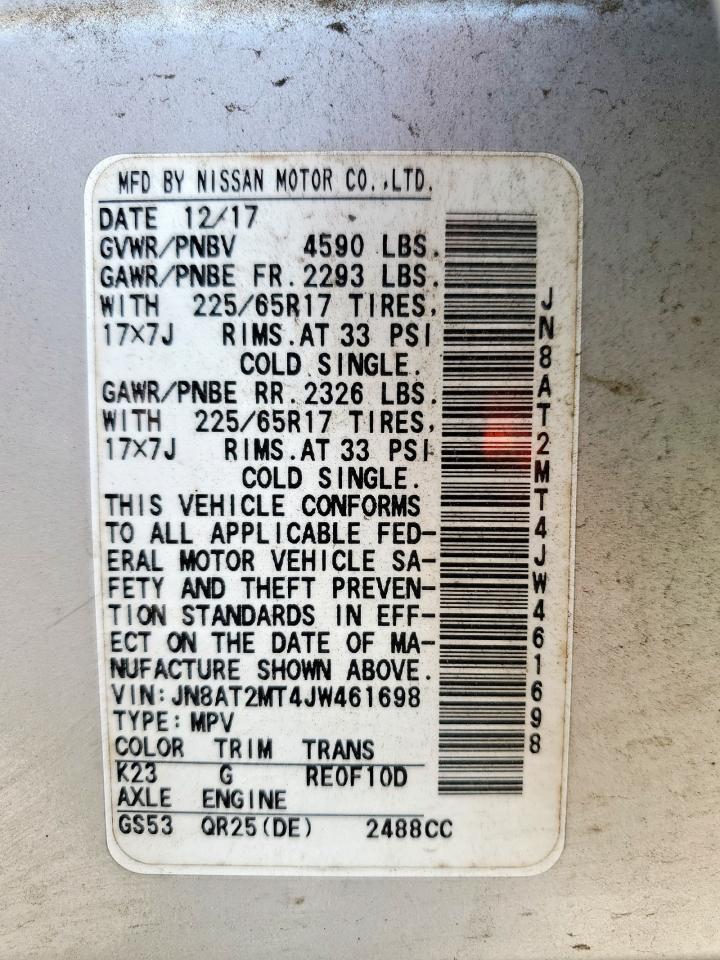 MFD BY NISSAN MOTOR CO.,LTD.
DATE 12/17
GVWR/PNBV 4590 LBS.
GAWR/PNBE FR.2293 LBS.
WITH 225/65R17 TIRES,
17×7J RIMS.AT 33 PSI
COLD SINGLE.
GAWR/PNBE RR.2326 LBS.
WITH 225/65R17 TIRES,
17×7J RIMS.AT 33 PSI
COLD SINGLE.
THIS VEHICLE CONFORMS
TO ALL APPLICABLE FED-
ERAL MOTOR VEHICLE SA-
FETY AND THEFT PREVEN-
TION STANDARDS IN EFF-
ECT ON THE DATE OF MA-
NUFACTURE SHOWN ABOVE.
VIN:JN8AT2MT4JW461698
TYPE:MPV
COLOR TRIM TRANS
K23 G RE0F10D
AXLE ENGINE
GS53 QR25(DE) 2488CC
JN8AT2MT4JW461698